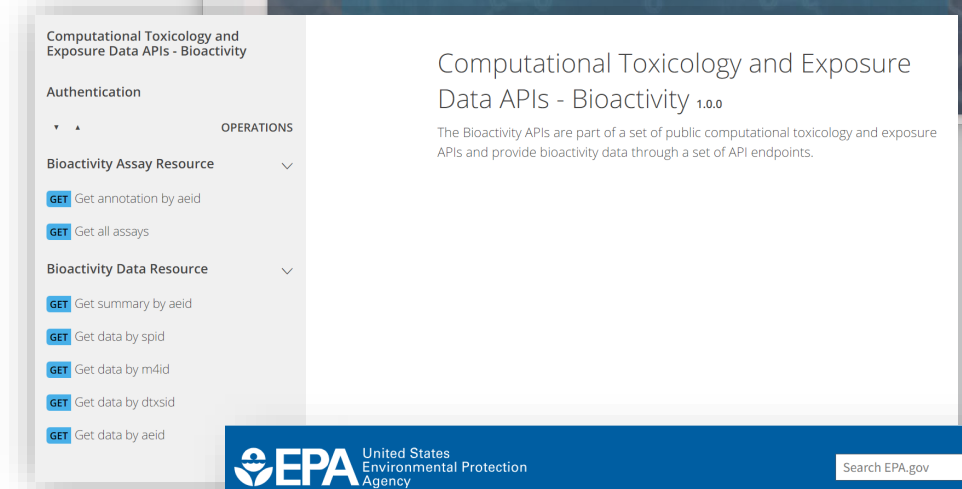 Computational Toxicology and
Exposure Data APIs - Bioactivity
Authentication
OPERATIONS
Bioactivity Assay Resource
GET Get annotation by aeid
GET Get all assays
Bioactivity Data Resource
GET Get summary by aeid
GET Get data by spid
GET Get data by m4id
GET Get data by dtxsid
GET Get data by aeid
Computational Toxicology and Exposure
Data APIs - Bioactivity 1.0.0
The Bioactivity APIs are part of a set of public computational toxicology and exposure
APIs and provide bioactivity data through a set of API endpoints.
EPA
United States
Environmental Protection
Agency
Search EPA.gov